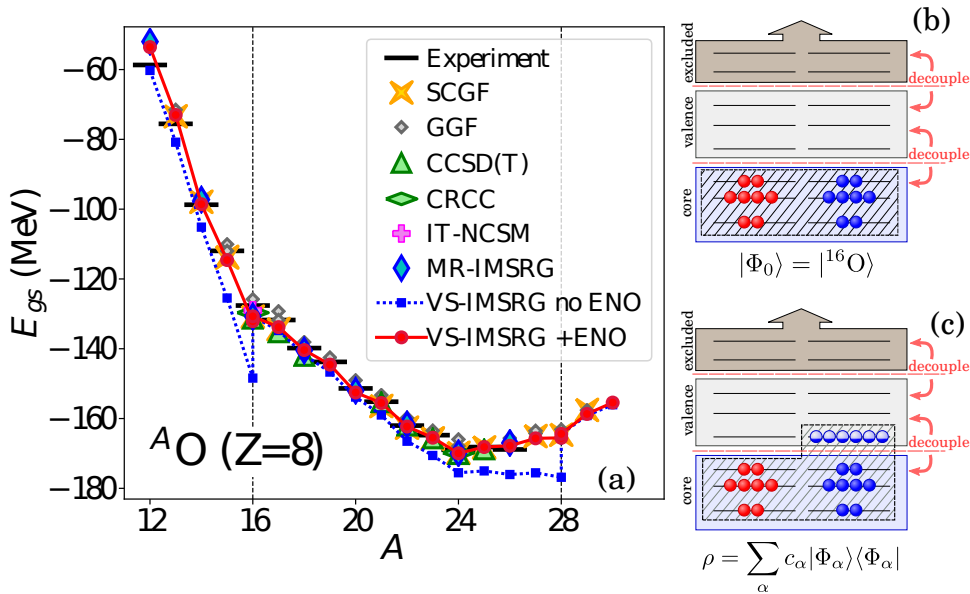 Experiment
SCGF
GGF
CCSD(T)
CRCC
IT-NCSM
MR-IMSRG
VS-IMSRG no ENO
VS-IMSRG +ENO
−60
−80
−100
−120
−140
−160
−180
E_gs (MeV)
^AO (Z=8)
(a)
12
16
20
24
28
A
(b)
excluded
decouple
valence
decouple
core
|Φ₀⟩ = |¹⁶O⟩
(c)
excluded
decouple
valence
decouple
core
ρ = ∑_α c_α|Φ_α⟩⟨Φ_α|